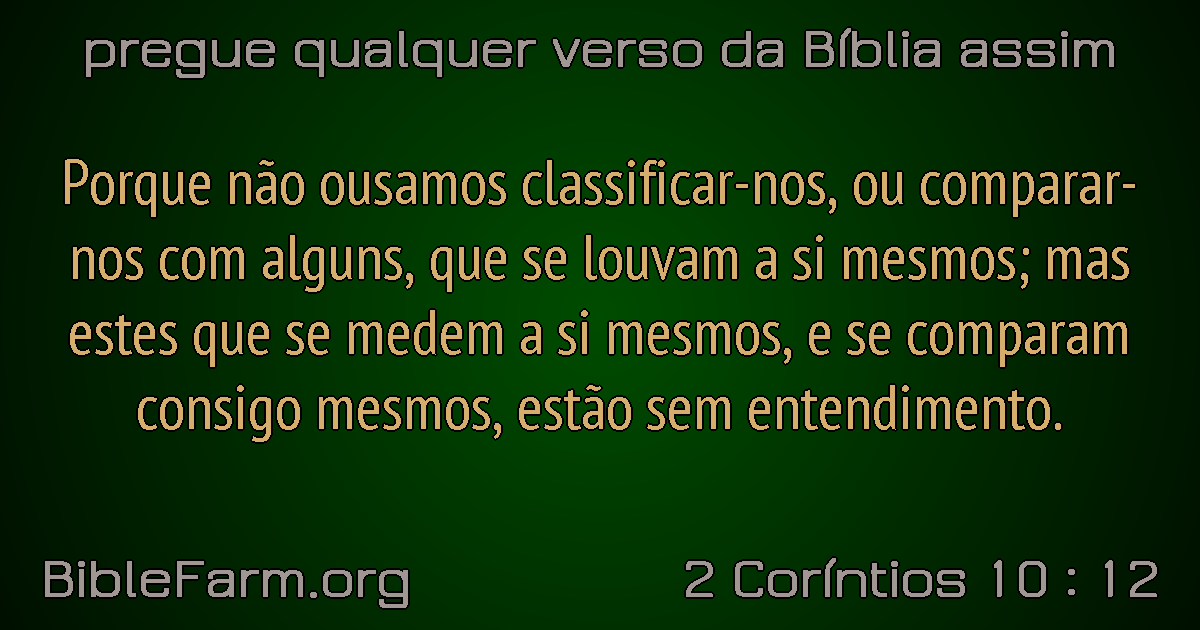 pregue qualquer verso da Bíblia assim
Porque não ousamos classificar-nos, ou comparar-
nos com alguns, que se louvam a si mesmos; mas
estes que se medem a si mesmos, e se comparam
consigo mesmos, estão sem entendimento.
BibleFarm.org
2 Coríntios 10 : 12